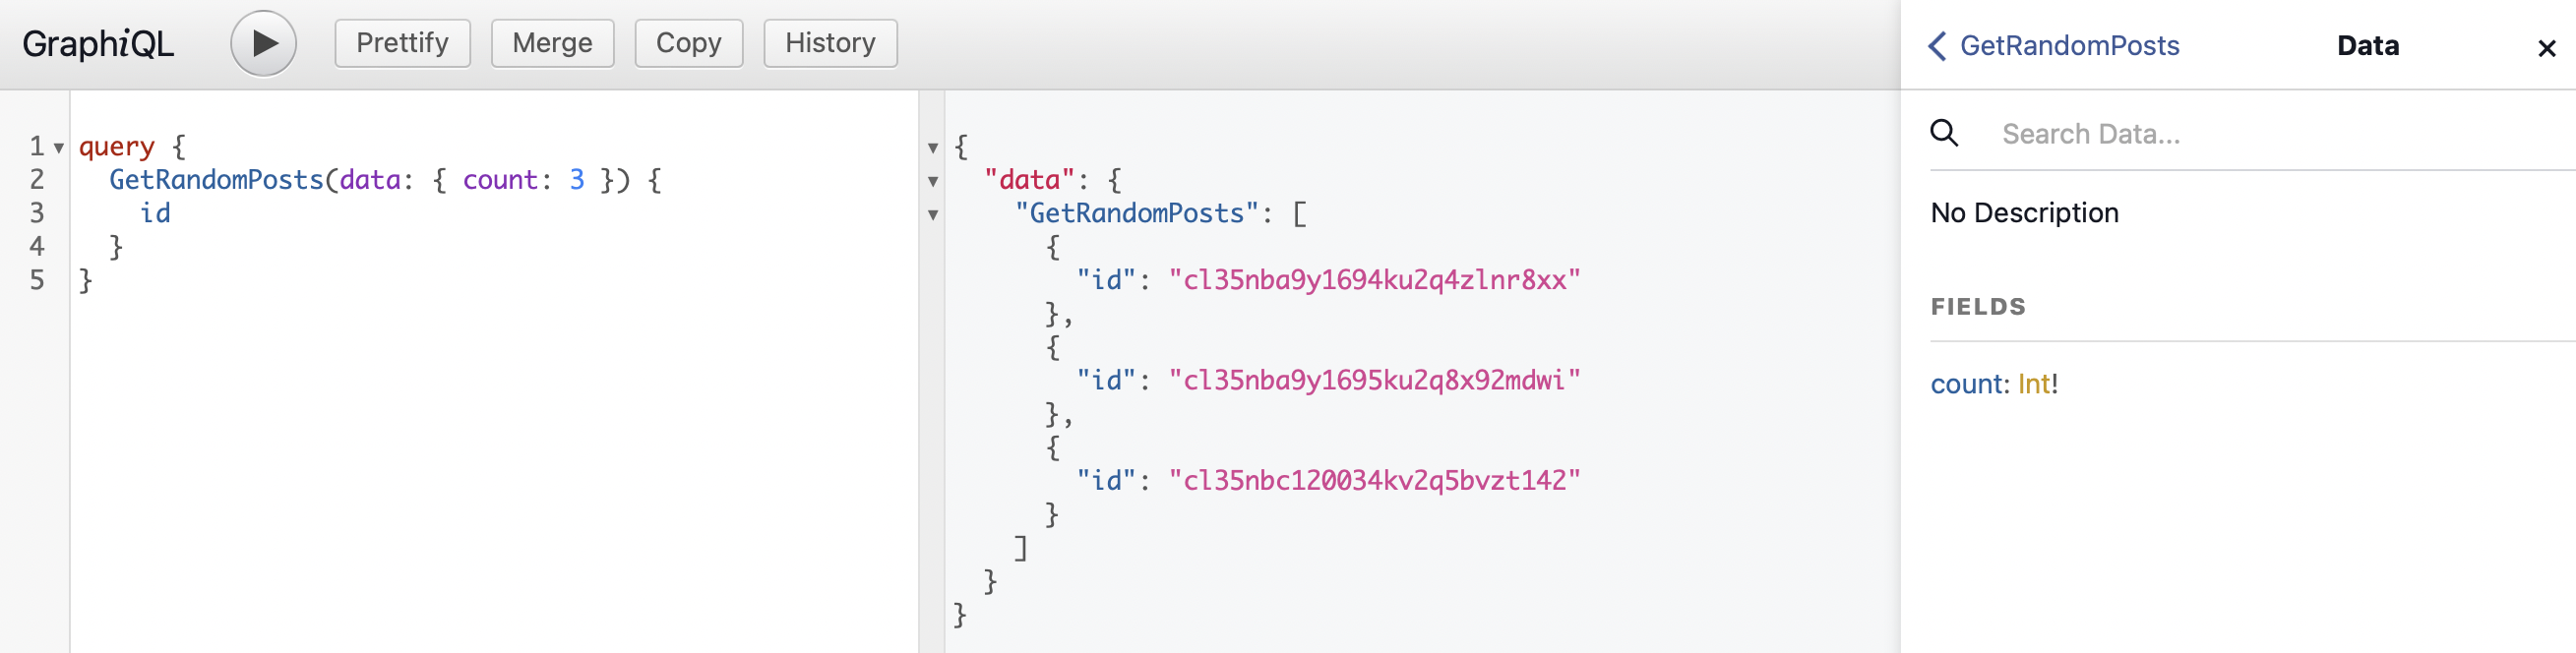 GraphiQL
Prettify
Merge
Copy
History
1 query {
2 GetRandomPosts(data: { count: 3 }) {
3 id
4 }
5 }
{
"data": {
"GetRandomPosts": [
{
"id": "cl35nba9y1694ku2q4zlnr8xx"
},
{
"id": "cl35nba9y1695ku2q8x92mdwi"
},
{
"id": "cl35nbc120034kv2q5bvzt142"
}
]
}
}
GetRandomPosts
Data
Search Data...
No Description
FIELDS
count: Int!